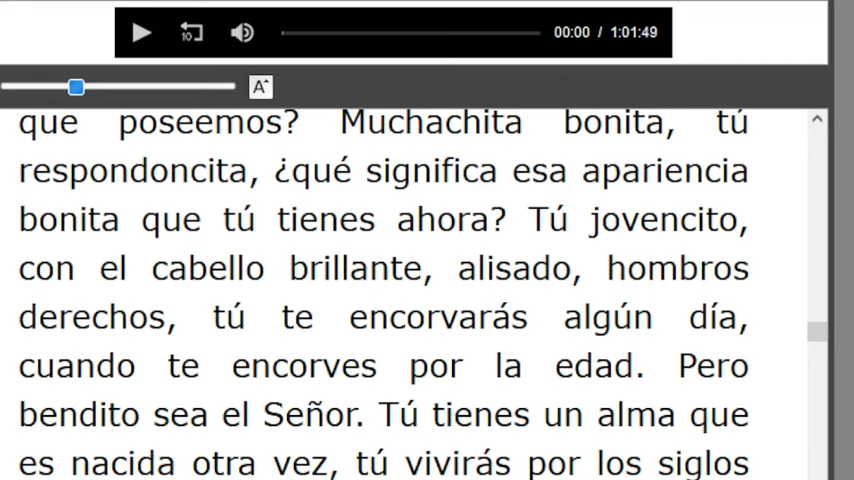 10
00:00 / 1:01:49
A
que poseemos? Muchachita bonita, tú
respondoncita, ¿qué significa esa apariencia
bonita que tú tienes ahora? Tú jovencito,
con el cabello brillante, alisado, hombros
derechos, tú te encorvarás algún día,
cuando te encorves por la edad. Pero
bendito sea el Señor. Tú tienes un alma que
es nacida otra vez, tú vivirás por los siglos